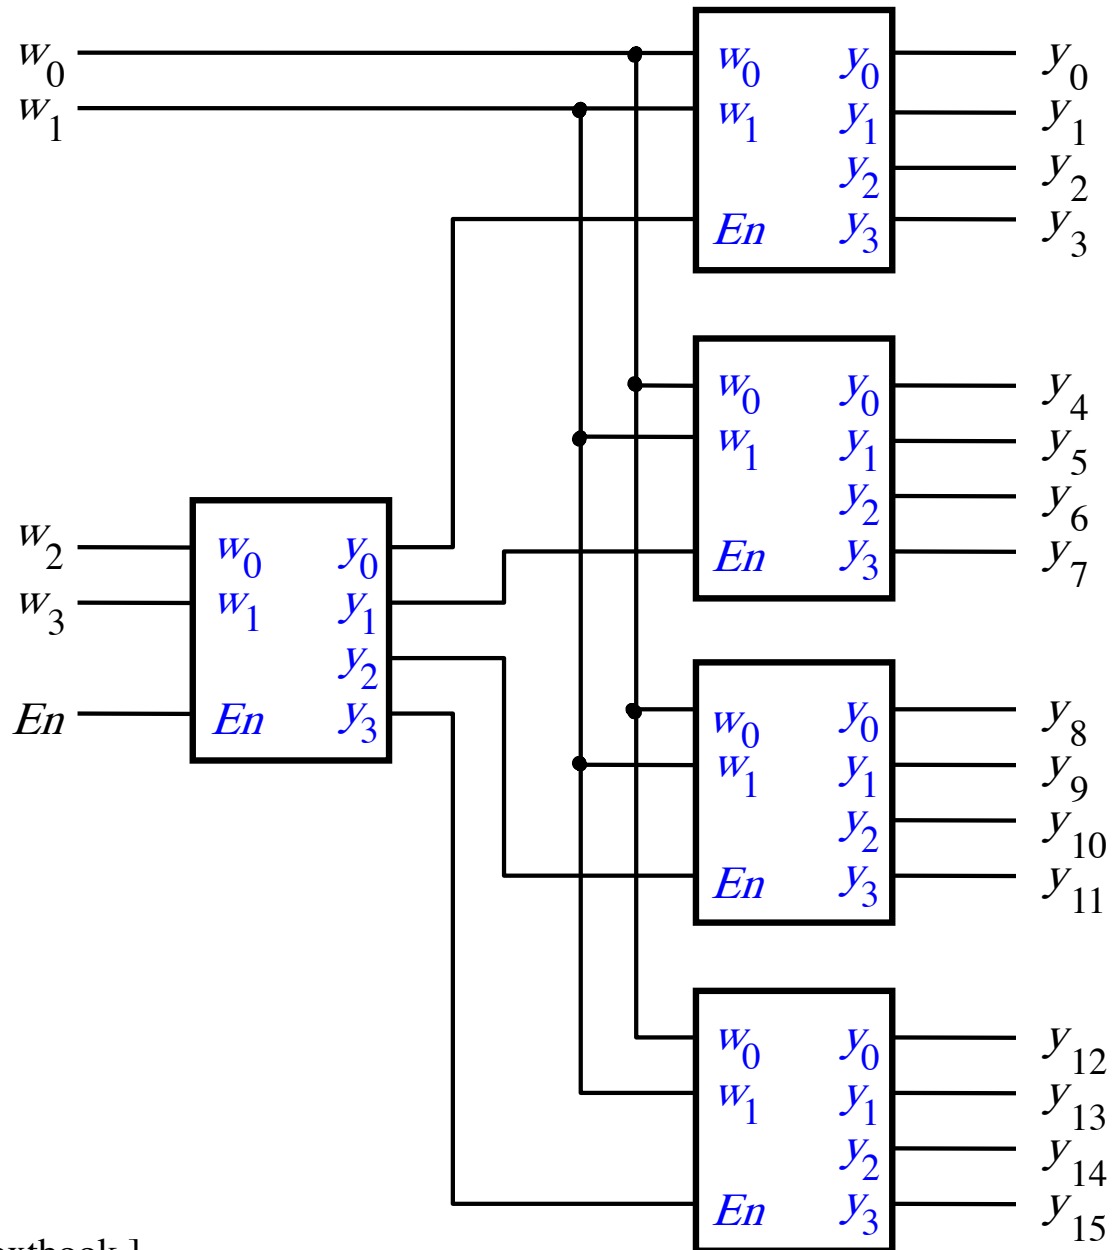 w0 w0 y0 y0
w1 w1 y1 y1
y2 y2
En y3 y3
w0 y0 y4
w1 y1 y5
y2 y6
En y3 y7
w2 w0 y0
w3 w1 y1
y2
En En y3
w0 y0 y8
w1 y1 y9
y2 y10
En y3 y11
w0 y0 y12
w1 y1 y13
y2 y14
En y3 y15